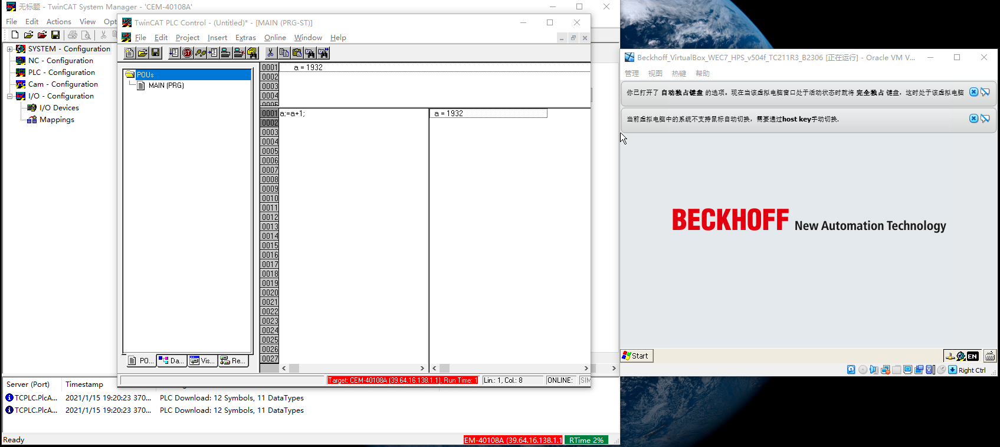 无标题 - TwinCAT System Manager - 'CEM-40108A'
File Edit Actions View Opt
SYSTEM - Configuration
NC - Configuration
PLC - Configuration
Cam - Configuration
I/O - Configuration
I/O Devices
Mappings
TwinCAT PLC Control - (Untitled)* - [MAIN (PRG-ST)]
File Edit Project Insert Extras Online Window Help
POUs
MAIN (PRG)
0001 a = 1932
0002
0003
0004
0005
0001 a:=a+1; a = 1932
0002
0003
0004
0005
0006
0007
0008
0009
0010
0011
0012
0013
0014
0015
0016
0017
0018
0019
0020
0021
0022
0023
0024
0025
0026
0027
PO... Da... Vis... Re...
Target: CEM-40108A (39.64.16.138.1.1), Run Time: 1 Lin.: 1, Col.: 8 ONLINE: SIM
Server (Port) Timestamp
TCPLC.PlcA... 2021/1/15 19:20:23 370... PLC Download: 12 Symbols, 11 DataTypes
TCPLC.PlcA... 2021/1/15 19:20:23 370... PLC Download: 12 Symbols, 11 DataTypes
Ready EM-40108A (39.64.16.138.1.1 RTime 2%
Beckhoff_VirtualBox_WEC7_HPS_v504f_TC211R3_B2306 [正在运行] - Oracle VM V...
管理 视图 热键 帮助
你已打开了 自动独占键盘 的选项。现在当该虚拟电脑窗口处于活动状态时就将 完全独占 键盘，这时处于该虚拟电脑
当前虚拟电脑中的系统不支持鼠标自动切换，需要通过host key手动切换.
BECKHOFF New Automation Technology
Start EN
Right Ctrl